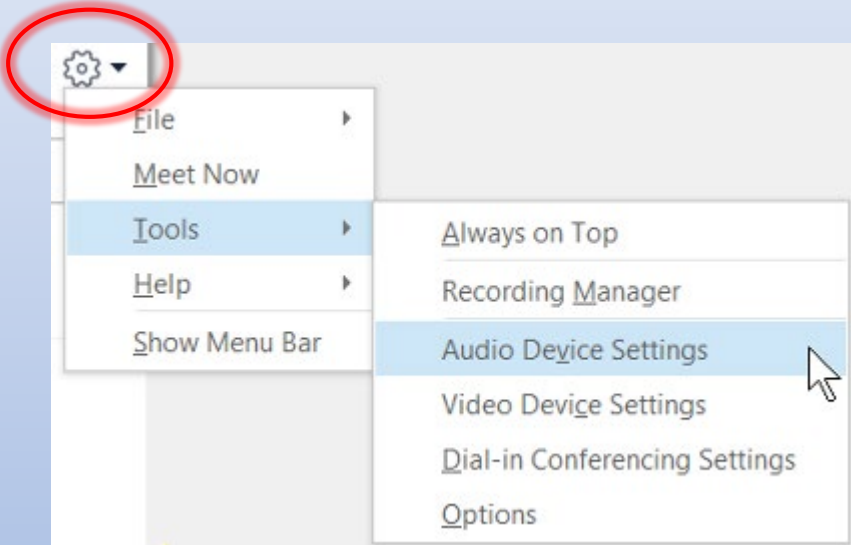 File
Meet Now
Tools
Help
Show Menu Bar
Always on Top
Recording Manager
Audio Device Settings
Video Device Settings
Dial-in Conferencing Settings
Options